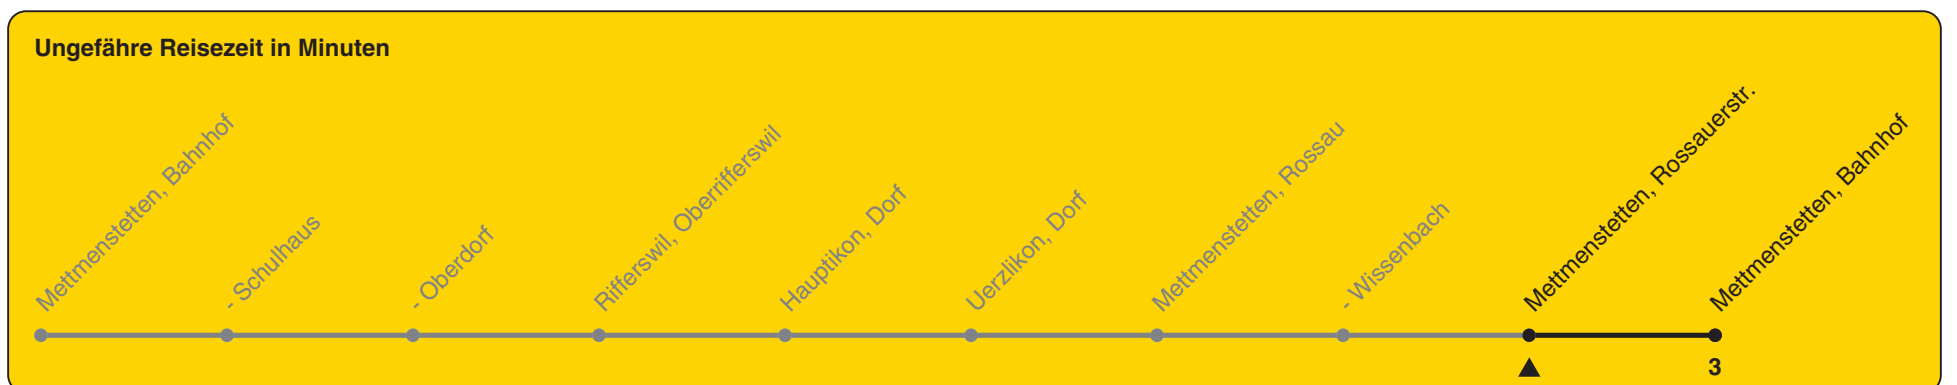 Ungefähre Reisezeit in Minuten
Mettmenstetten, Bahnhof
- Schulhaus
- Oberdorf
Rifferswil, Oberrifferswil
Hauptikon, Dorf
Uerzlikon, Dorf
Mettmenstetten, Rossau
- Wissenbach
Mettmenstetten, Rossauerstr.
Mettmenstetten, Bahnhof
3